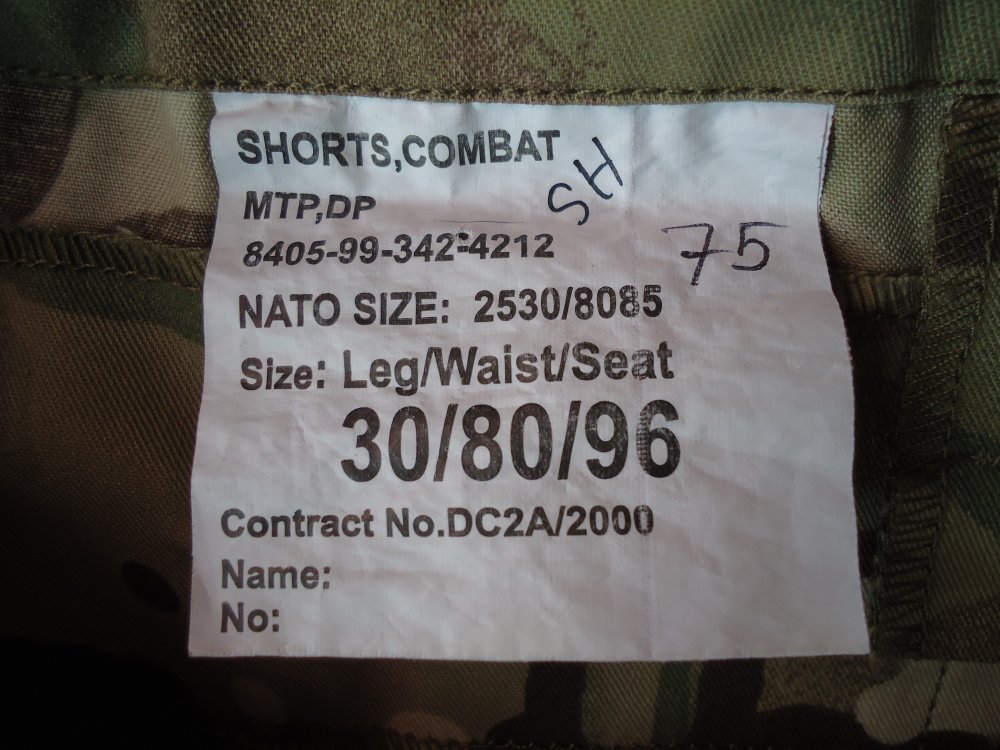 SHORTS,COMBAT
SH
MTP,DP
75
8405-99-342-4212
NATO SIZE: 2530/8085
Size: Leg/Waist/Seat
30/80/96
Contract No.DC2A/2000
Name:
No: